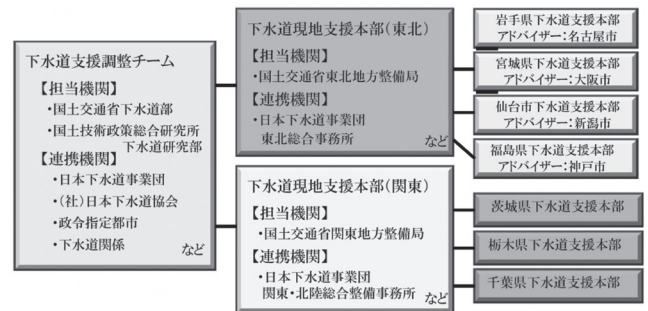 下水道支援調整チーム
【担当機関】
・国土交通省下水道部
・国土技術政策総合研究所
下水道研究部
【連携機関】
・日本下水道事業団
・(社)日本下水道協会
・政令指定都市
・下水道関係
など
下水道現地支援本部(東北)
【担当機関】
・国土交通省東北地方整備局
【連携機関】
・日本下水道事業団
東北総合事務所
など
下水道現地支援本部(関東)
【担当機関】
・国土交通省関東地方整備局
【連携機関】
・日本下水道事業団
関東・北陸総合整備事務所
など
岩手県下水道支援本部
アドバイザー:名古屋市
宮城県下水道支援本部
アドバイザー:大阪市
仙台市下水道支援本部
アドバイザー:新潟市
福島県下水道支援本部
アドバイザー:神戸市
茨城県下水道支援本部
栃木県下水道支援本部
千葉県下水道支援本部